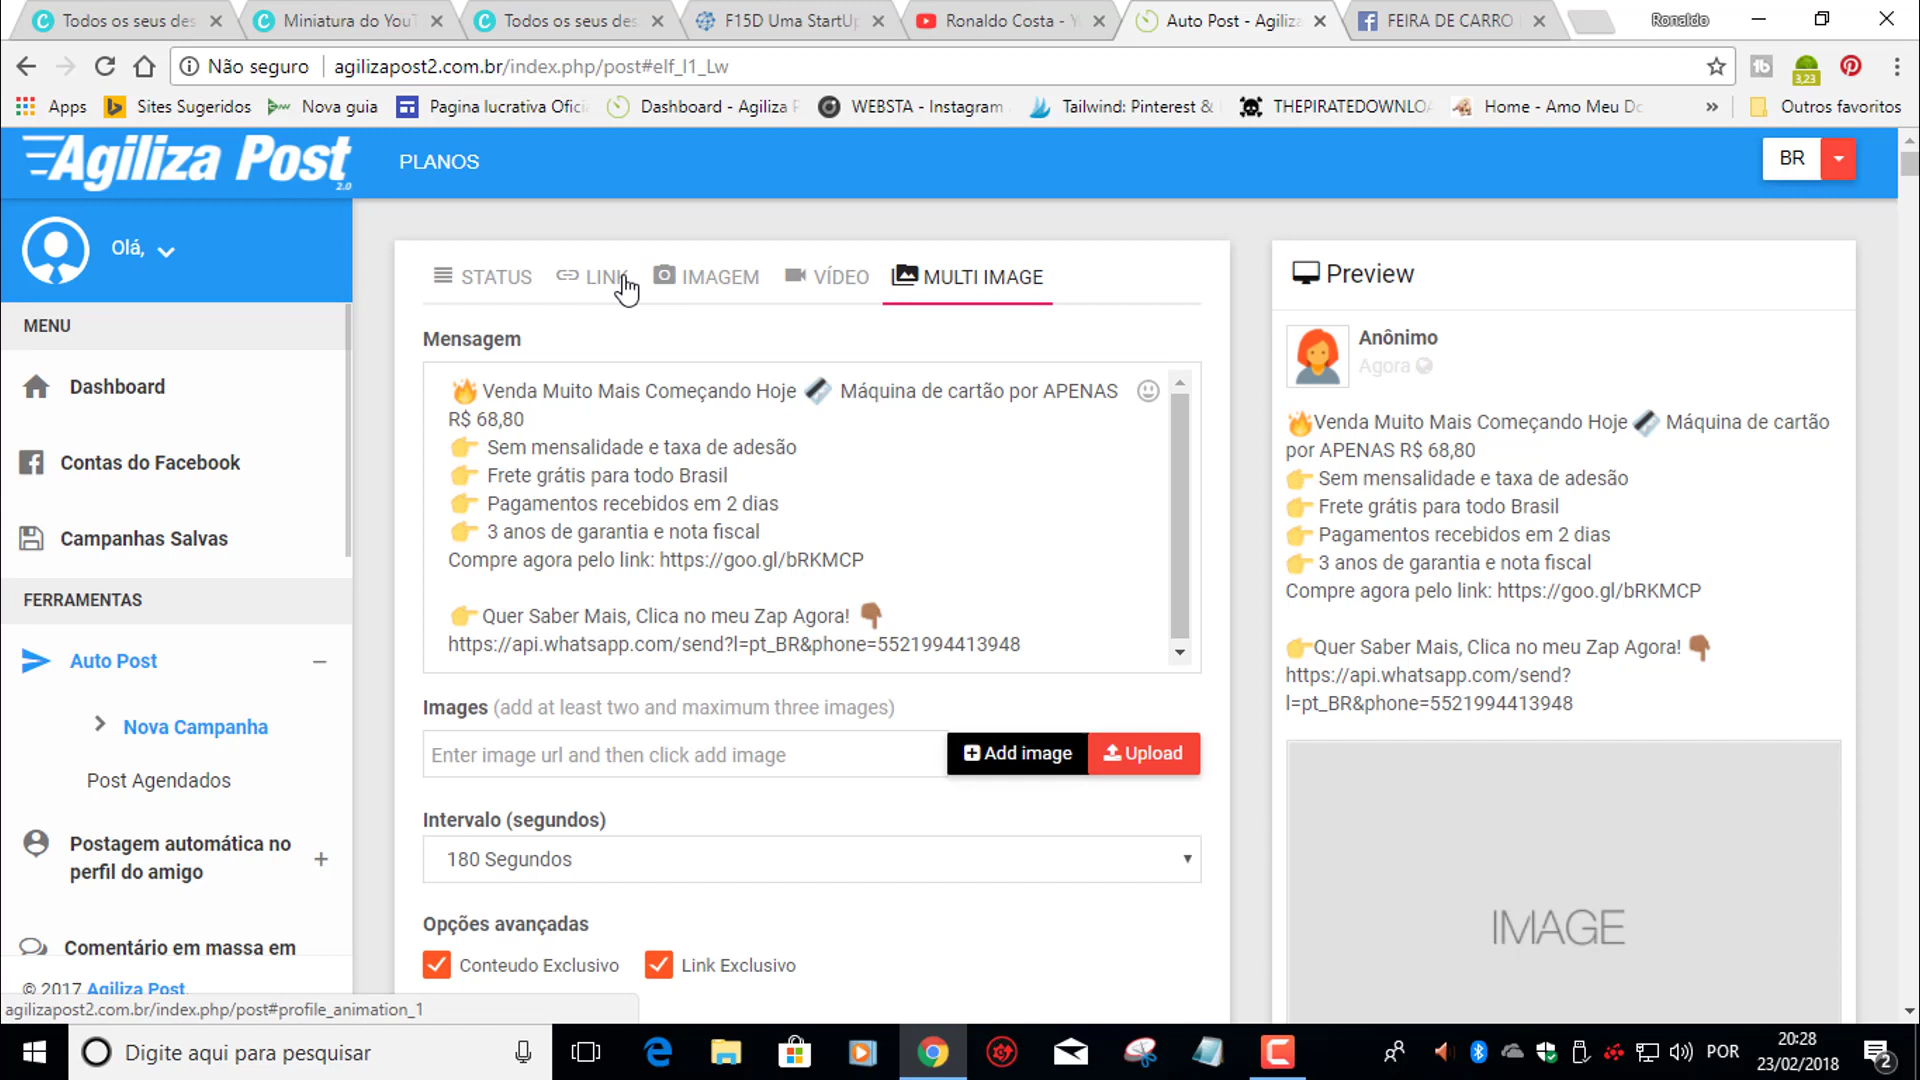 Todos os seus des
Miniatura do YouT
Todos os seus des
F15D Uma StartUp
Ronaldo Costa - Y
Auto Post - Agiliza
FEIRA DE CARRO
Ronaldo
Não seguro
agilizapost2.com.br/index.php/post#elf_l1_Lw
3,23
Apps
Sites Sugeridos
Nova guia
Pagina lucrativa Ofici
Dashboard - Agiliza P
WEBSTA - Instagram
Tailwind: Pinterest &
THEPIRATEDOWNLO
Home - Amo Meu Do
»
Outros favoritos
Agiliza Post
2.0
PLANOS
BR
Olá,
MENU
Dashboard
Contas do Facebook
Campanhas Salvas
FERRAMENTAS
Auto Post
Nova Campanha
Post Agendados
Postagem automática no
perfil do amigo
Comentário em massa em
© 2017 Agiliza Post.
agilizapost2.com.br/index.php/post#profile_animation_1
STATUS
LINK
IMAGEM
VÍDEO
MULTI IMAGE
Mensagem
🔥 Venda Muito Mais Começando Hoje 💳 Máquina de cartão por APENAS
R$ 68,80
👉 Sem mensalidade e taxa de adesão
👉 Frete grátis para todo Brasil
👉 Pagamentos recebidos em 2 dias
👉 3 anos de garantia e nota fiscal
Compre agora pelo link: https://goo.gl/bRKMCP
👉 Quer Saber Mais, Clica no meu Zap Agora! 👇🏾
https://api.whatsapp.com/send?l=pt_BR&phone=5521994413948
Images (add at least two and maximum three images)
Enter image url and then click add image
Add image
Upload
Intervalo (segundos)
180 Segundos
Opções avançadas
Conteudo Exclusivo
Link Exclusivo
Preview
Anônimo
Agora
🔥Venda Muito Mais Começando Hoje 💳 Máquina de cartão
por APENAS R$ 68,80
👉 Sem mensalidade e taxa de adesão
👉 Frete grátis para todo Brasil
👉 Pagamentos recebidos em 2 dias
👉 3 anos de garantia e nota fiscal
Compre agora pelo link: https://goo.gl/bRKMCP
👉Quer Saber Mais, Clica no meu Zap Agora! 👇🏾
https://api.whatsapp.com/send?
l=pt_BR&phone=5521994413948
IMAGE
Digite aqui para pesquisar
POR
20:28
23/02/2018
2